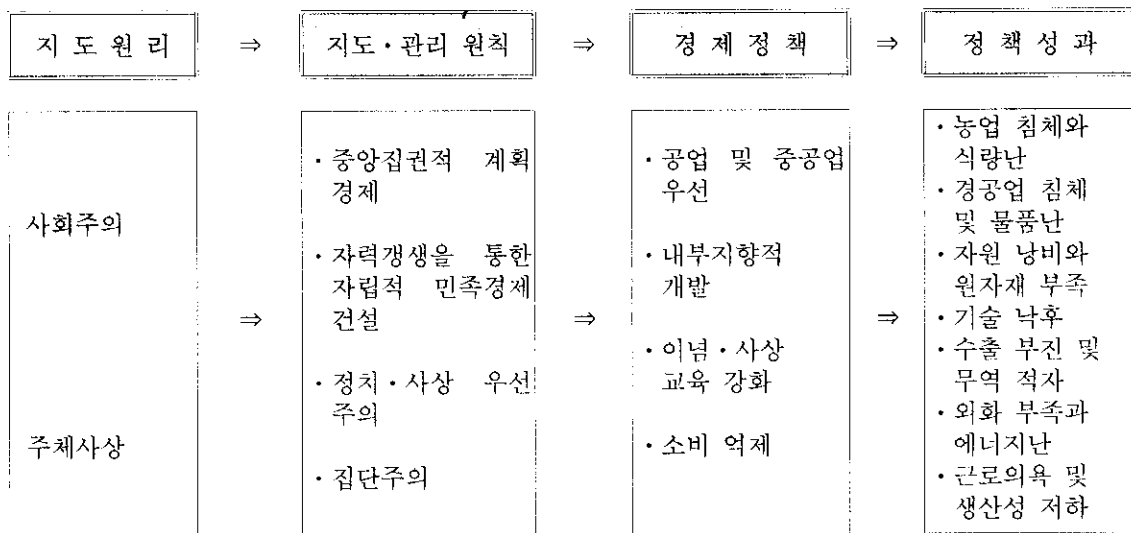 지 도 원 리 ⇒ 지도·관리 원칙 ⇒ 경 제 정 책 ⇒ 정 책 성 과
사회주의
주체사상
⇒
·중앙집권적 계획
경제
·자력갱생을 통한
자립적 민족경제
건설
·정치·사상 우선
주의
·집단주의
⇒
·공업 및 중공업
우선
·내부지향적
개발
·이념·사상
교육 강화
·소비 억제
⇒
·농업 침체와
식량난
·경공업 침체
및 물품난
·자원 낭비와
원자재 부족
·기술 낙후
·수출 부진 및
무역 적자
·외화 부족과
에너지난
·근로의욕 및
생산성 저하